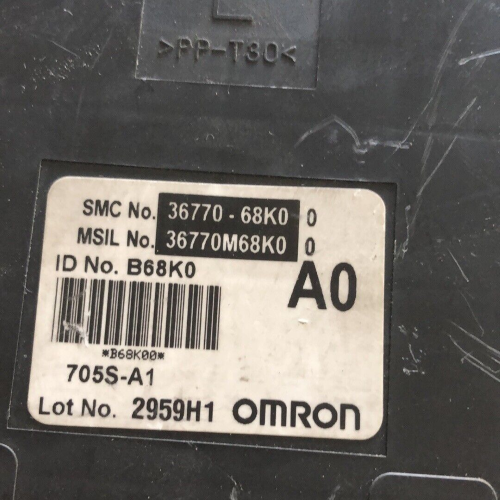 >PP-T30<
SMC No. 36770-68K0 0
MSIL No. 36770M68K0 0
ID No. B68K0
A0
*B68K00*
705S-A1
Lot No. 2959H1 OMRON